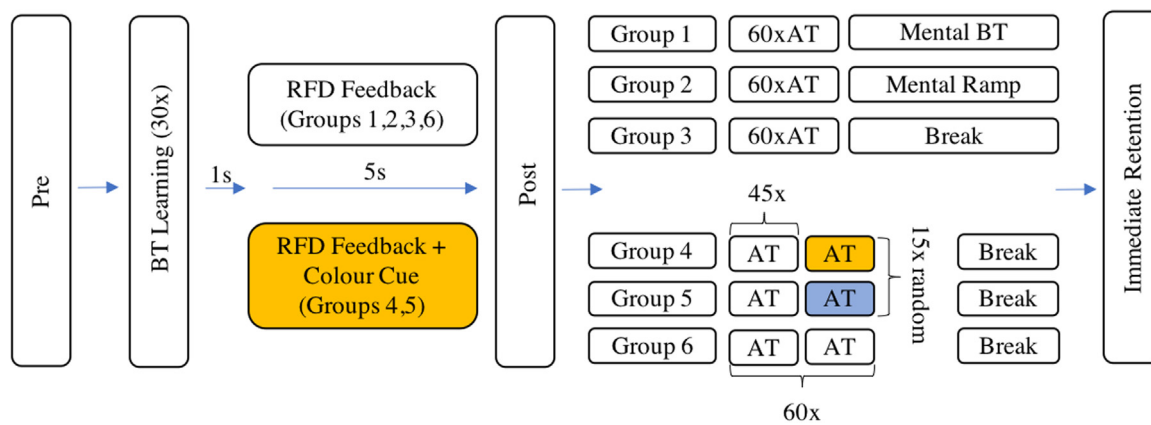 Pre
BT Learning (30x)
1s
RFD Feedback
(Groups 1,2,3,6)
5s
RFD Feedback +
Colour Cue
(Groups 4,5)
Post
Group 1 60xAT Mental BT
Group 2 60xAT Mental Ramp
Group 3 60xAT Break
45x
Group 4 AT AT Break
Group 5 AT AT Break
Group 6 AT AT Break
15x random
60x
Immediate Retention